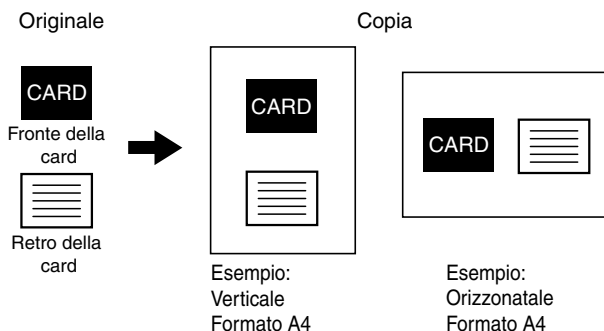 Originale
Copia
CARD
Fronte della
card
Retro della
card
CARD
Esempio:
Verticale
Formato A4
CARD
Esempio:
Orizzonatale
Formato A4